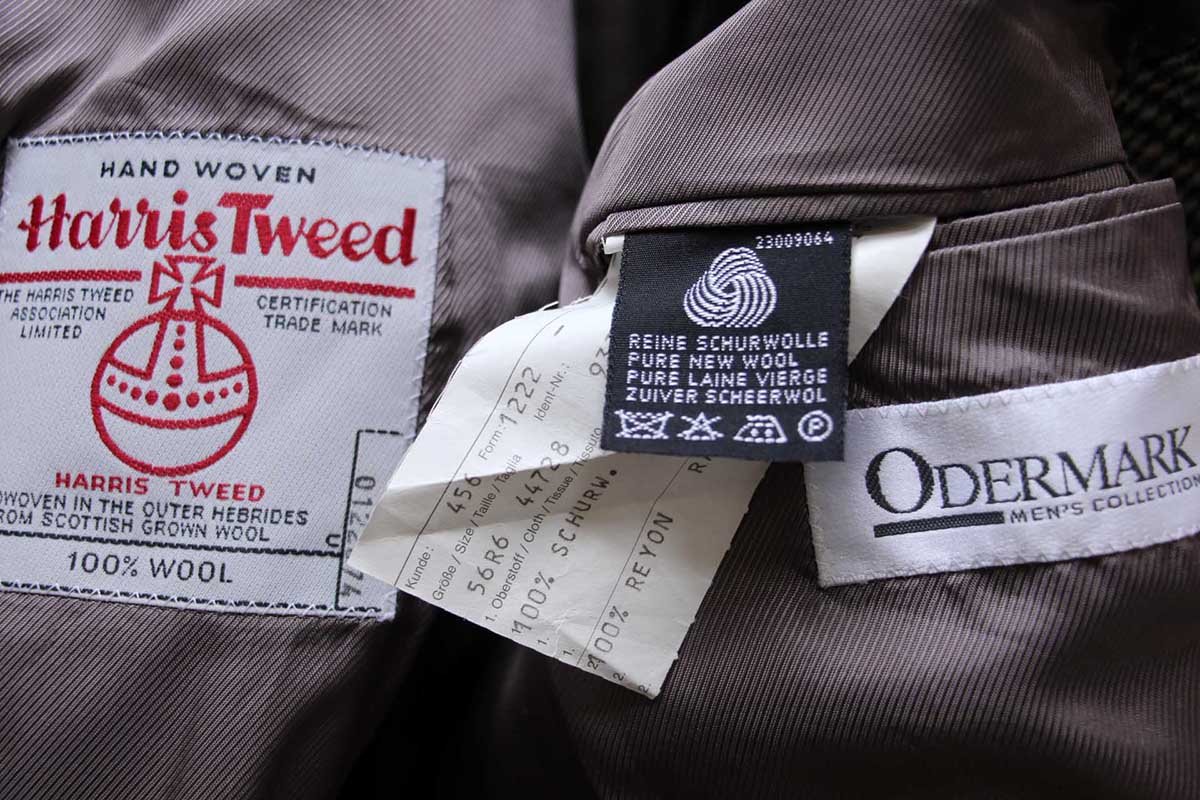 HAND WOVEN
Harris Tweed
THE HARRIS TWEED
ASSOCIATION
LIMITED
CERTIFICATION
TRADE MARK
HARRIS TWEED
WOVEN IN THE OUTER HEBRIDES
FROM SCOTTISH GROWN WOOL
100% WOOL
Kunde:
456
Form:
1222
Ident-Nr.:
Größe / Size / Taille / Taglia
56R6
44728
1. Oberstoff / Cloth / Tissue / Tissuto
100% SCHURW.
100% REYON
23009064
REINE SCHURWOLLE
PURE NEW WOOL
PURE LAINE VIERGE
ZUIVER SCHEERWOL
P
ODERMARK
MEN'S COLLECTION